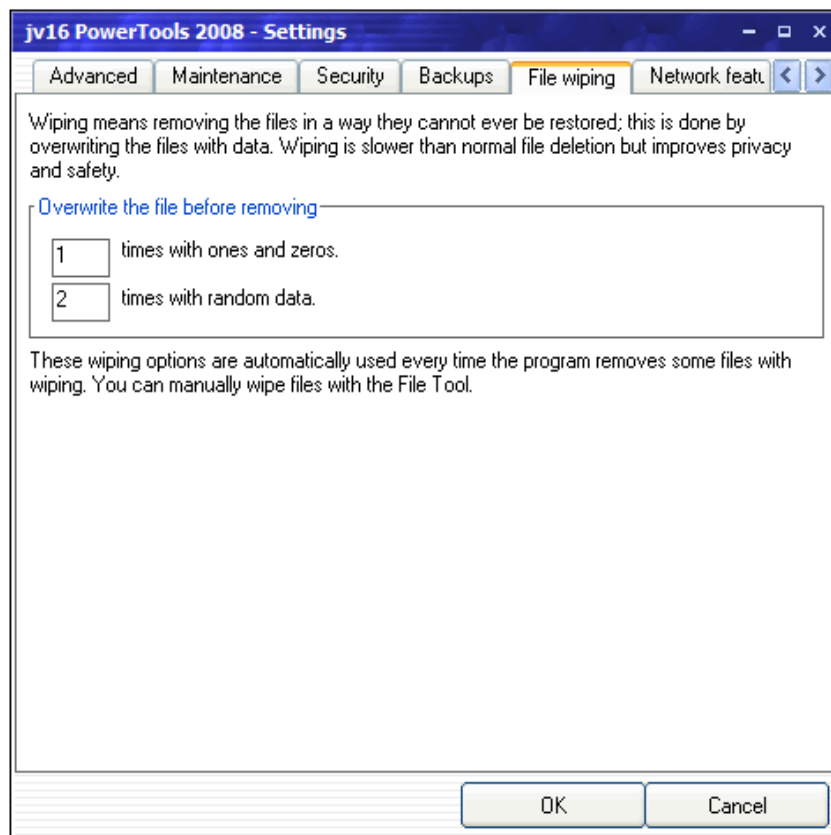 jv16 PowerTools 2008 - Settings
Advanced Maintenance Security Backups File wiping Network featu
Wiping means removing the files in a way they cannot ever be restored; this is done by
overwriting the files with data. Wiping is slower than normal file deletion but improves privacy
and safety.
Overwrite the file before removing
1 times with ones and zeros.
2 times with random data.
These wiping options are automatically used every time the program removes some files with
wiping. You can manually wipe files with the File Tool.
OK Cancel